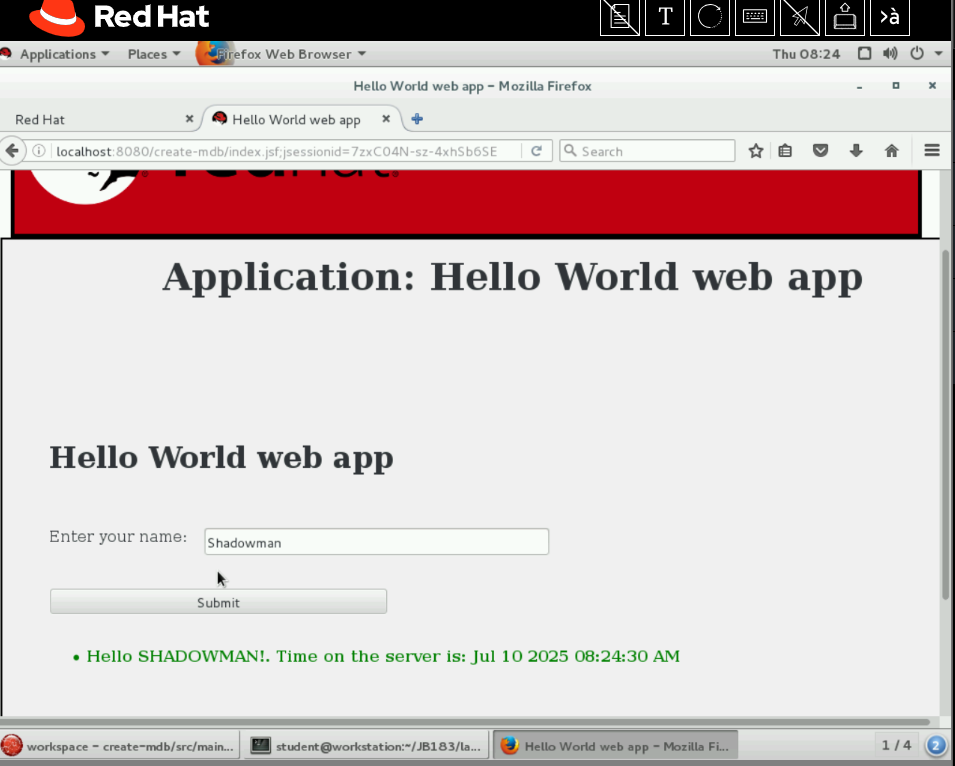 Red Hat
T
>à
Applications Places Firefox Web Browser Thu 08:24
Hello World web app - Mozilla Firefox
Red Hat Hello World web app
localhost:8080/create-mdb/index.jsf;jsessionid=7zxC04N-sz-4xhSb6SE Search
redhat
Application: Hello World web app
Hello World web app
Enter your name: Shadowman
Submit
• Hello SHADOWMAN!. Time on the server is: Jul 10 2025 08:24:30 AM
workspace - create-mdb/src/main... student@workstation:~/JB183/la... Hello World web app - Mozilla Fi... 1 / 4 2